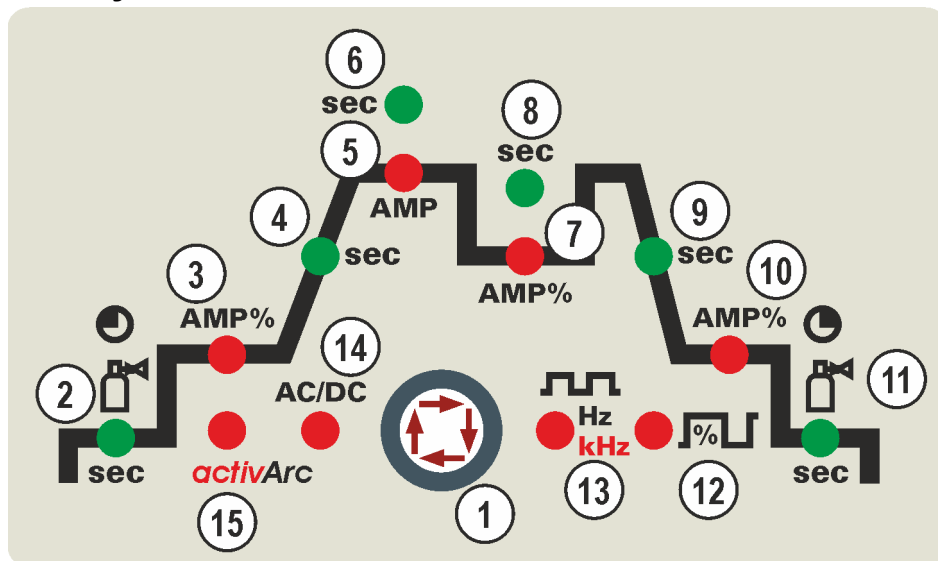 6
sec
8
sec
5
AMP
4
sec
7
AMP%
9
sec
3
AMP%
10
AMP%
14
AC/DC
2
sec
activArc
15
1
Hz
kHz
13
%
12
11
sec